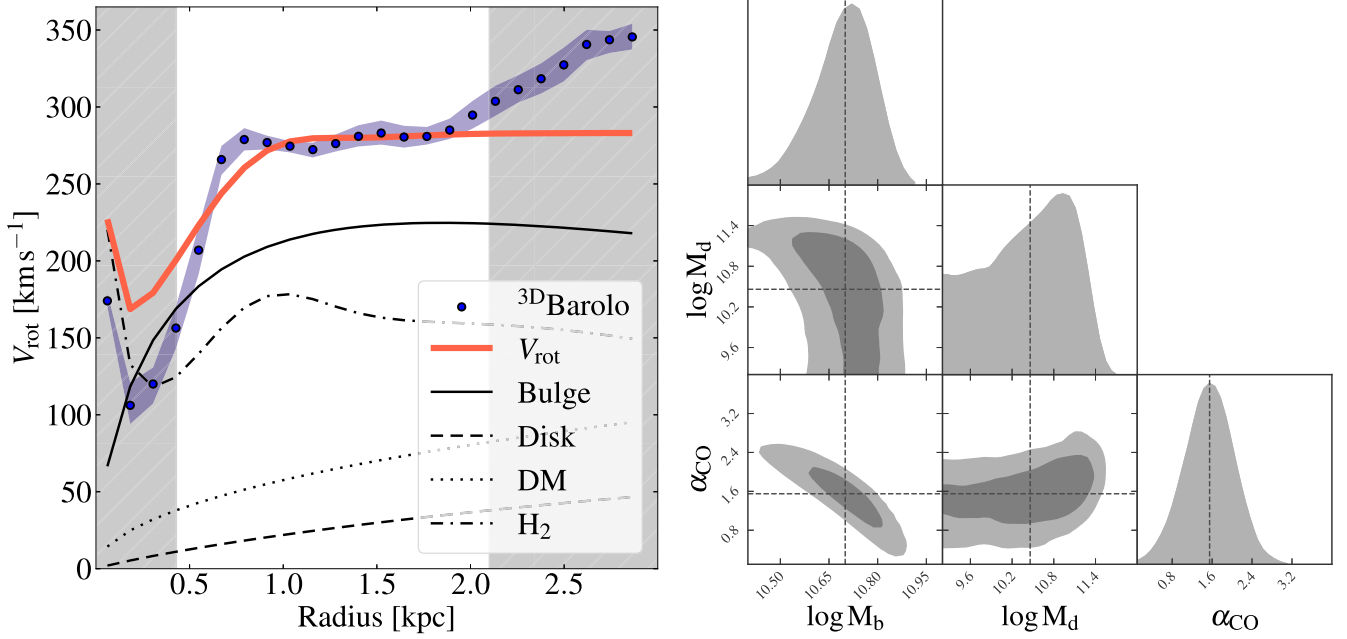 350
300
250
200
150
100
50
0
V_rot [km s⁻¹]
0.5 1.0 1.5 2.0 2.5
Radius [kpc]
³ᴰBarolo
V_rot
Bulge
Disk
DM
H₂
log M_d
11.4
10.8
10.2
9.6
α_CO
3.2
2.4
1.6
0.8
10.50 10.65 10.80 10.95
log M_b
9.6 10.2 10.8 11.4
log M_d
0.8 1.6 2.4 3.2
α_CO